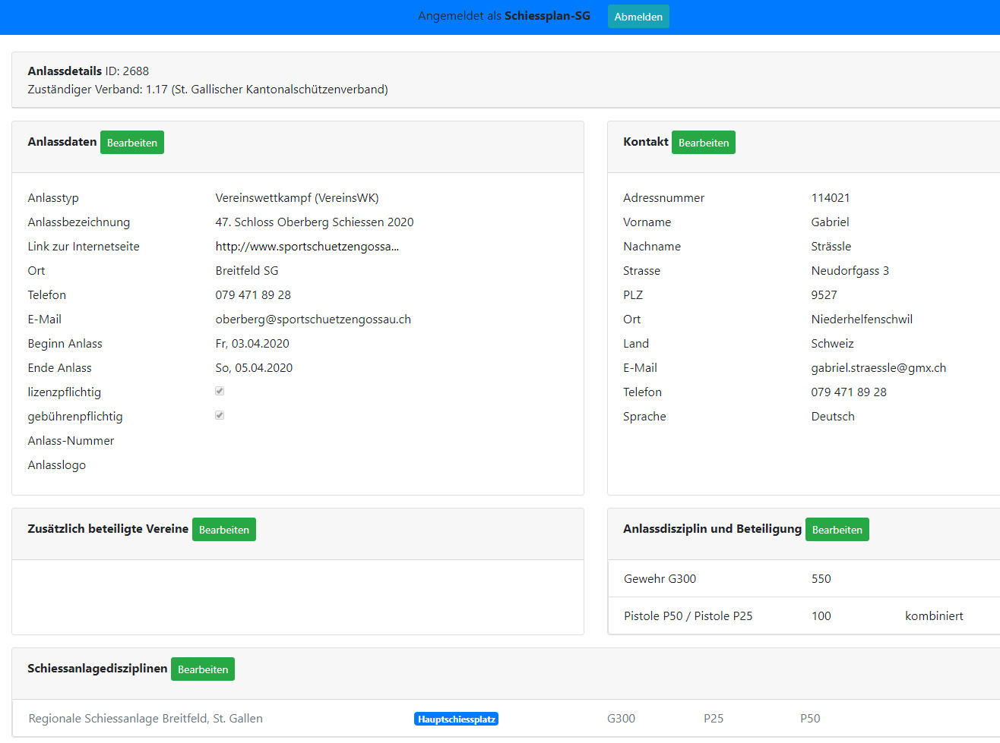 Angemeldet als Schiessplan-SG Abmelden
Anlassdetails ID: 2688
Zuständiger Verband: 1.17 (St. Gallischer Kantonalschützenverband)
Anlassdaten Bearbeiten
Anlasstyp Vereinswettkampf (VereinsWK)
Anlassbezeichnung 47. Schloss Oberberg Schiessen 2020
Link zur Internetseite http://www.sportschuetzengossa...
Ort Breitfeld SG
Telefon 079 471 89 28
E-Mail oberberg@sportschuetzengossau.ch
Beginn Anlass Fr, 03.04.2020
Ende Anlass So, 05.04.2020
lizenzpflichtig
gebührenpflichtig
Anlass-Nummer
Anlasslogo
Kontakt Bearbeiten
Adressnummer 114021
Vorname Gabriel
Nachname Strässle
Strasse Neudorfgass 3
PLZ 9527
Ort Niederhelfenschwil
Land Schweiz
E-Mail gabriel.straessle@gmx.ch
Telefon 079 471 89 28
Sprache Deutsch
Zusätzlich beteiligte Vereine Bearbeiten
Anlassdisziplin und Beteiligung Bearbeiten
Gewehr G300 550
Pistole P50 / Pistole P25 100 kombiniert
Schiessanlagedisziplinen Bearbeiten
Regionale Schiessanlage Breitfeld, St. Gallen Hauptschiessplatz G300 P25 P50